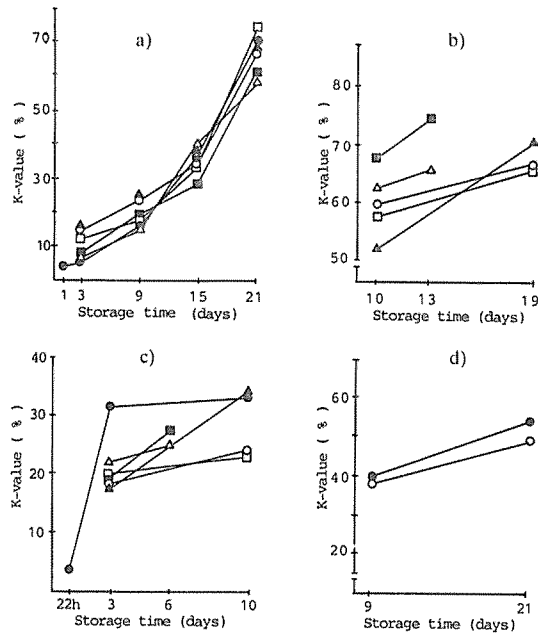 a)
70
50
30
10
K-value ( % )
1 3 9 15 21
Storage time (days)
b)
80
70
60
50
K-value ( % )
10 13 19
Storage time (days)
c)
40
30
20
10
K-value ( % )
22h 3 6 10
Storage time (days)
d)
60
40
20
K-value ( % )
9 21
Storage time (days)